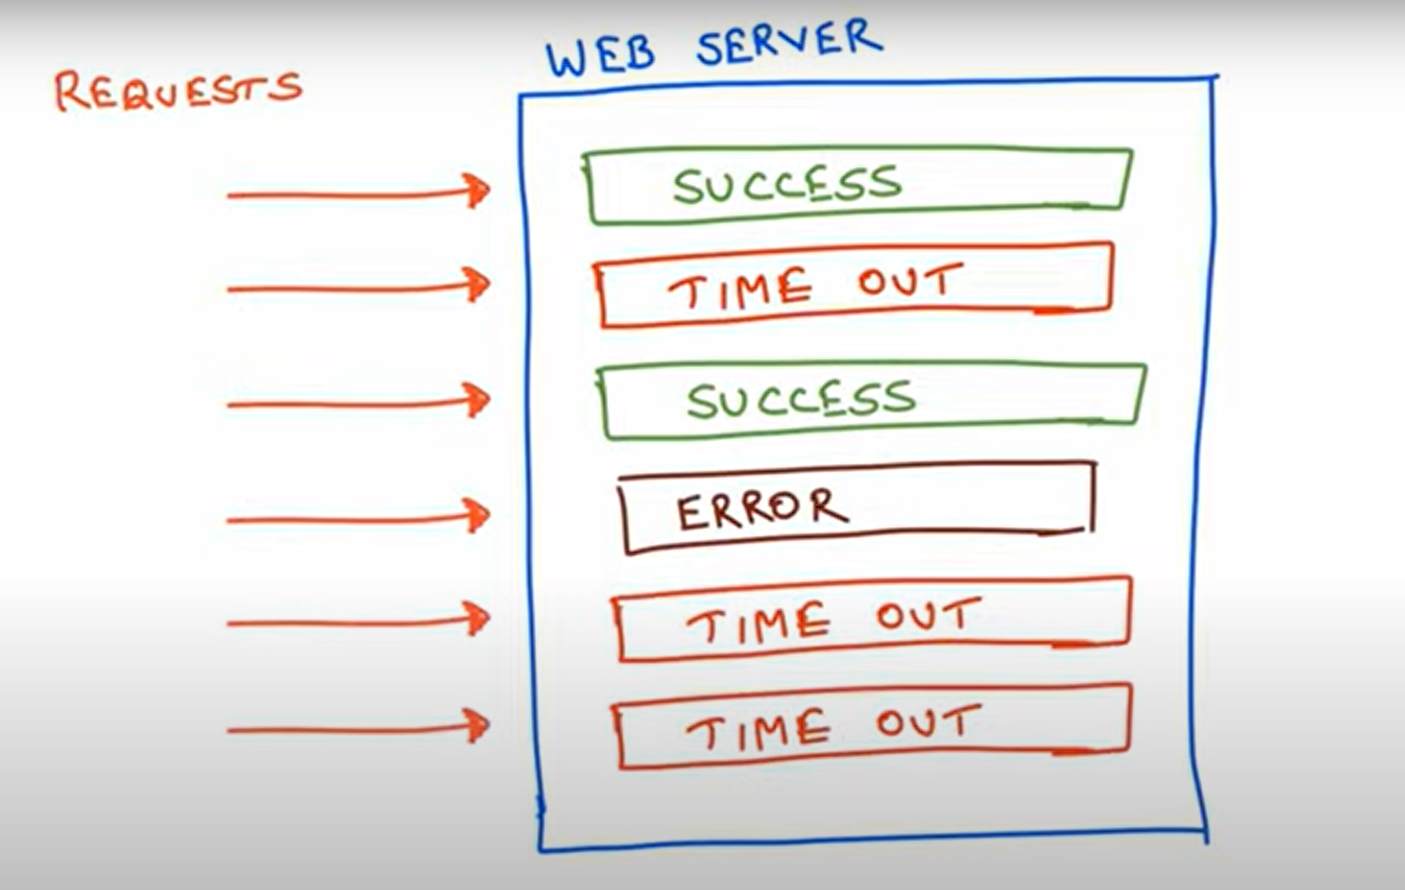 WEB SERVER
REQUESTS
SUCCESS
TIME OUT
SUCCESS
ERROR
TIME OUT
TIME OUT